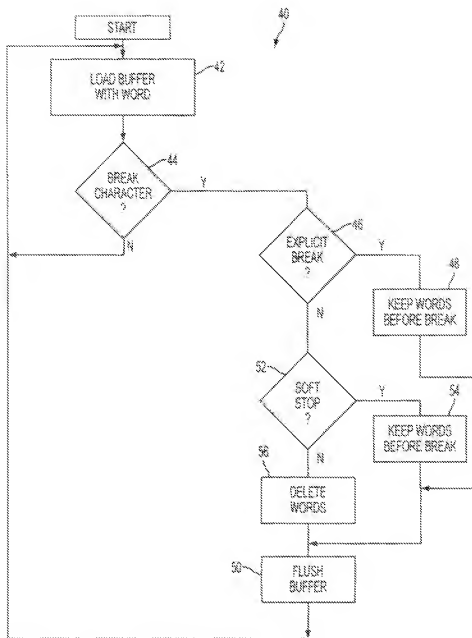 START
40
LOAD BUFFER
WITH WORD
42
BREAK
CHARACTER
?
44
Y
N
EXPLICIT
BREAK
?
46
Y
N
KEEP WORDS
BEFORE BREAK
48
SOFT
STOP
?
52
Y
N
KEEP WORDS
BEFORE BREAK
54
DELETE
WORDS
56
FLUSH
BUFFER
50